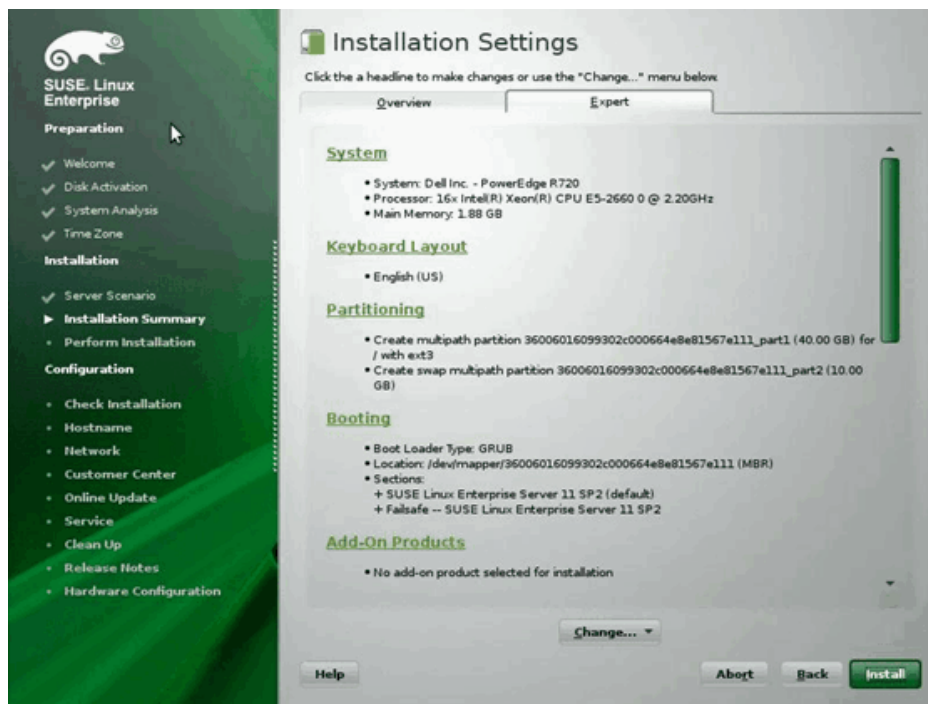 SUSE. Linux
Enterprise
Preparation
Welcome
Disk Activation
System Analysis
Time Zone
Installation
Server Scenario
Installation Summary
Perform Installation
Configuration
Check Installation
Hostname
Network
Customer Center
Online Update
Service
Clean Up
Release Notes
Hardware Configuration
Installation Settings
Click the a headline to make changes or use the "Change..." menu below.
Overview
Expert
System
• System: Dell Inc. - PowerEdge R720
• Processor: 16x Intel(R) Xeon(R) CPU E5-2660 0 @ 2.20GHz
• Main Memory: 1.88 GB
Keyboard Layout
• English (US)
Partitioning
• Create multipath partition 36006016099302c000664e8e81567e111_part1 (40.00 GB) for
/ with ext3
• Create swap multipath partition 36006016099302c000664e8e81567e111_part2 (10.00
GB)
Booting
• Boot Loader Type: GRUB
• Location: /dev/mapper/36006016099302c000664e8e81567e111 (MBR)
• Sections:
+ SUSE Linux Enterprise Server 11 SP2 (default)
+ Failsafe -- SUSE Linux Enterprise Server 11 SP2
Add-On Products
• No add-on product selected for installation
Change...
Help
Abort
Back
Install